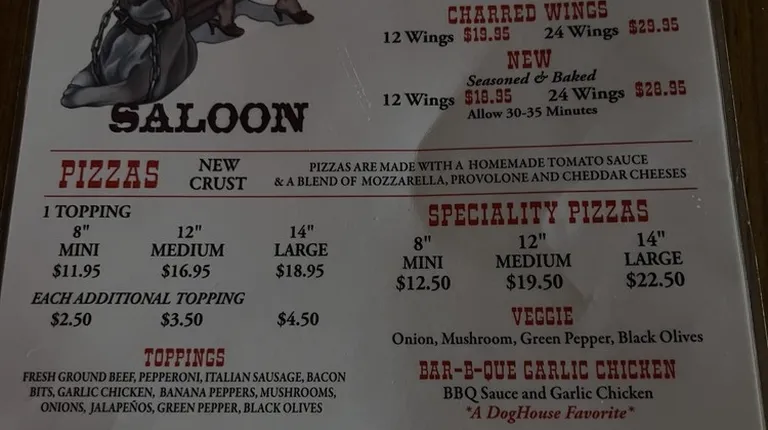 CHARRED WINGS
12 Wings $19.95 24 Wings $29.95
NEW
Seasoned & Baked
12 Wings $18.95 24 Wings $28.95
Allow 30-35 Minutes
SALOON
PIZZAS
NEW
CRUST
PIZZAS ARE MADE WITH A HOMEMADE TOMATO SAUCE
& A BLEND OF MOZZARELLA, PROVOLONE AND CHEDDAR CHEESES
1 TOPPING
8" 12" 14"
MINI MEDIUM LARGE
$11.95 $16.95 $18.95
EACH ADDITIONAL TOPPING
$2.50 $3.50 $4.50
TOPPINGS
FRESH GROUND BEEF, PEPPERONI, ITALIAN SAUSAGE, BACON
BITS, GARLIC CHICKEN, BANANA PEPPERS, MUSHROOMS,
ONIONS, JALAPEÑOS, GREEN PEPPER, BLACK OLIVES
SPECIALITY PIZZAS
8" 12" 14"
MINI MEDIUM LARGE
$12.50 $19.50 $22.50
VEGGIE
Onion, Mushroom, Green Pepper, Black Olives
BAR-B-QUE GARLIC CHICKEN
BBQ Sauce and Garlic Chicken
*A DogHouse Favorite*